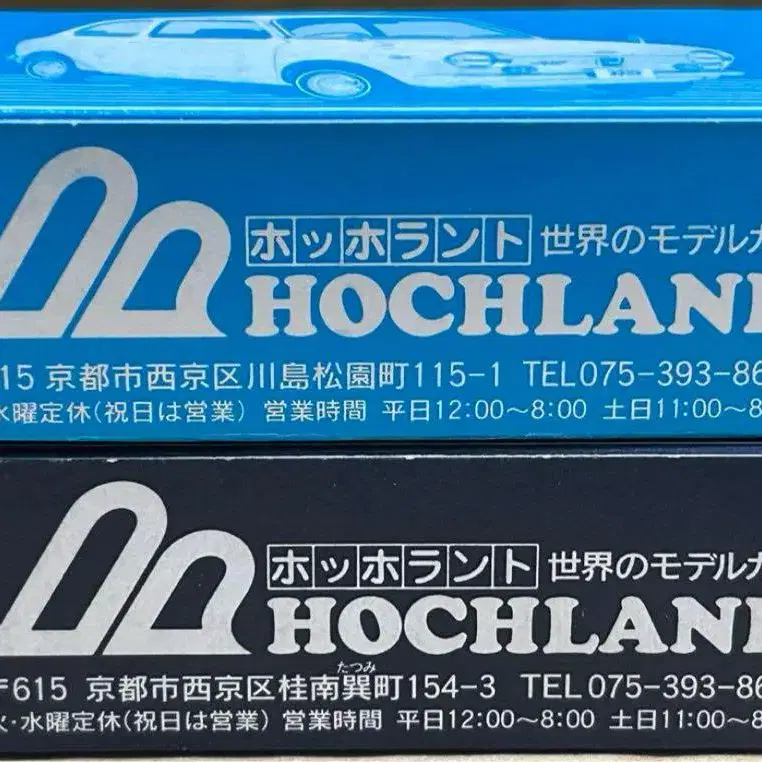 ホッホラント 世界のモデルカ
HOCHLAN
15 京都市西京区川島松園町115-1 TEL075-393-86
水曜定休(祝日は営業) 営業時間 平日12:00～8:00 土日11:00～8
ホッホラント 世界のモデルカ
HOCHLAN
たつみ
〒615 京都市西京区桂南巽町154-3 TEL075-393-86
火・水曜定休(祝日は営業) 営業時間 平日12:00～8:00 土日11:00～8: